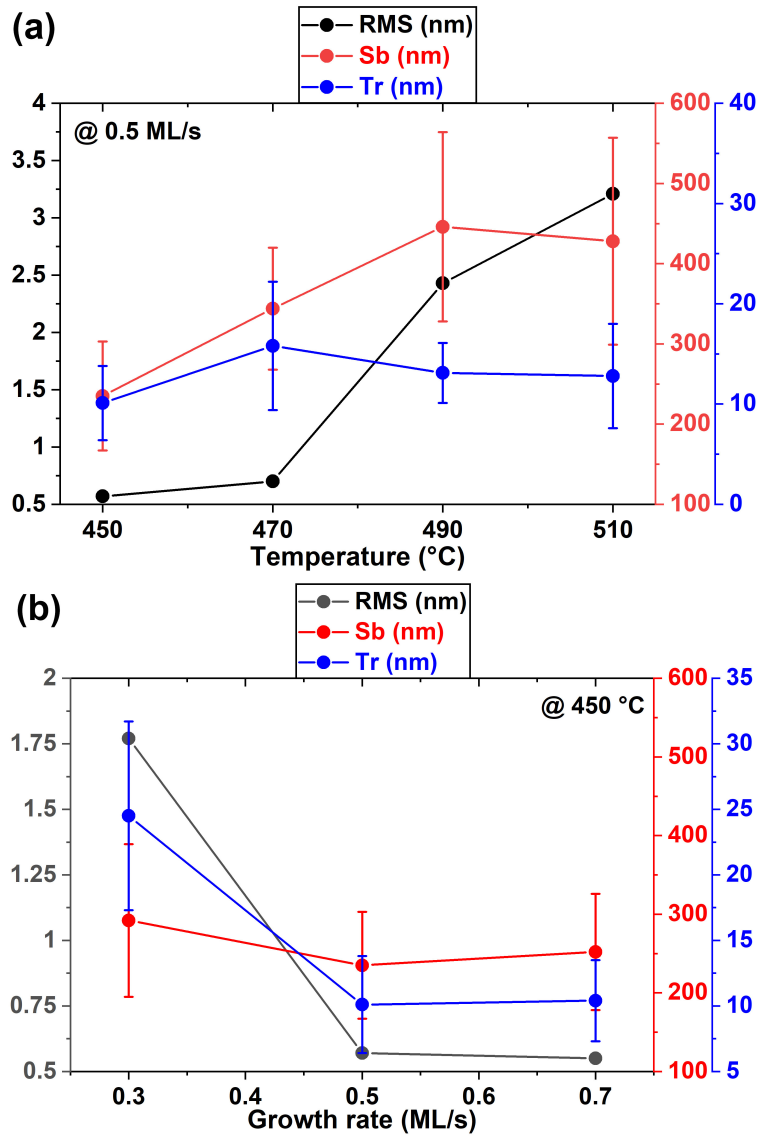 (a)
RMS (nm)
Sb (nm)
Tr (nm)
@ 0.5 ML/s
4
3.5
3
2.5
2
1.5
1
0.5
600
500
400
300
200
100
40
30
20
10
0
450 470 490 510
Temperature (°C)
(b)
RMS (nm)
Sb (nm)
Tr (nm)
@ 450 °C
2
1.75
1.5
1.25
1
0.75
0.5
600
500
400
300
200
100
35
30
25
20
15
10
5
0.3 0.4 0.5 0.6 0.7
Growth rate (ML/s)